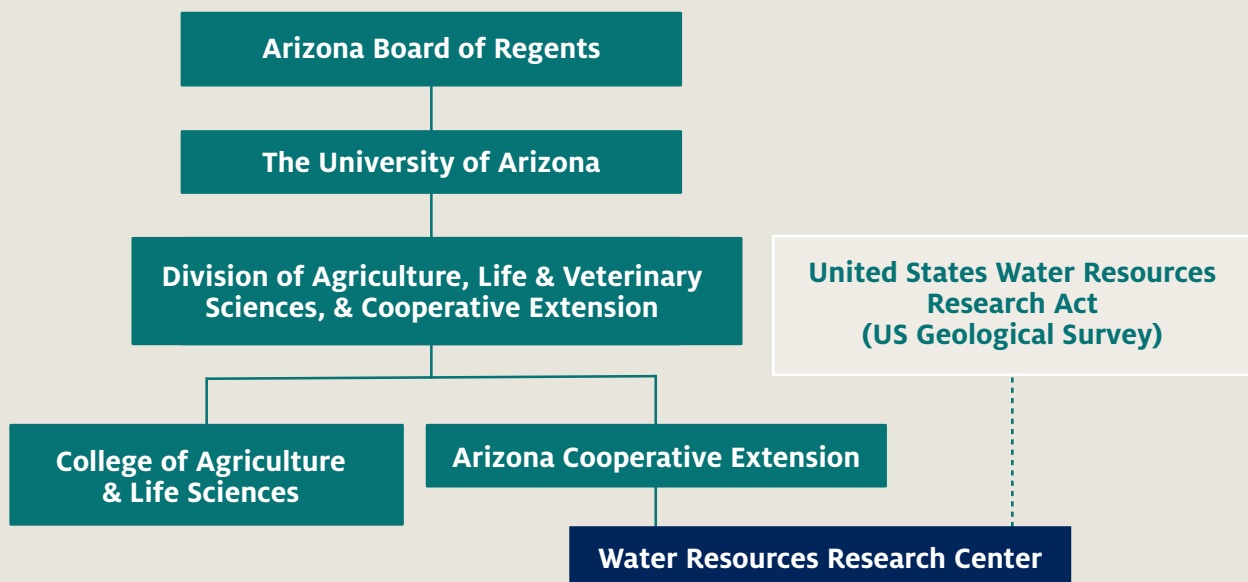 Arizona Board of Regents
The University of Arizona
Division of Agriculture, Life & Veterinary
Sciences, & Cooperative Extension
United States Water Resources
Research Act
(US Geological Survey)
College of Agriculture
& Life Sciences
Arizona Cooperative Extension
Water Resources Research Center